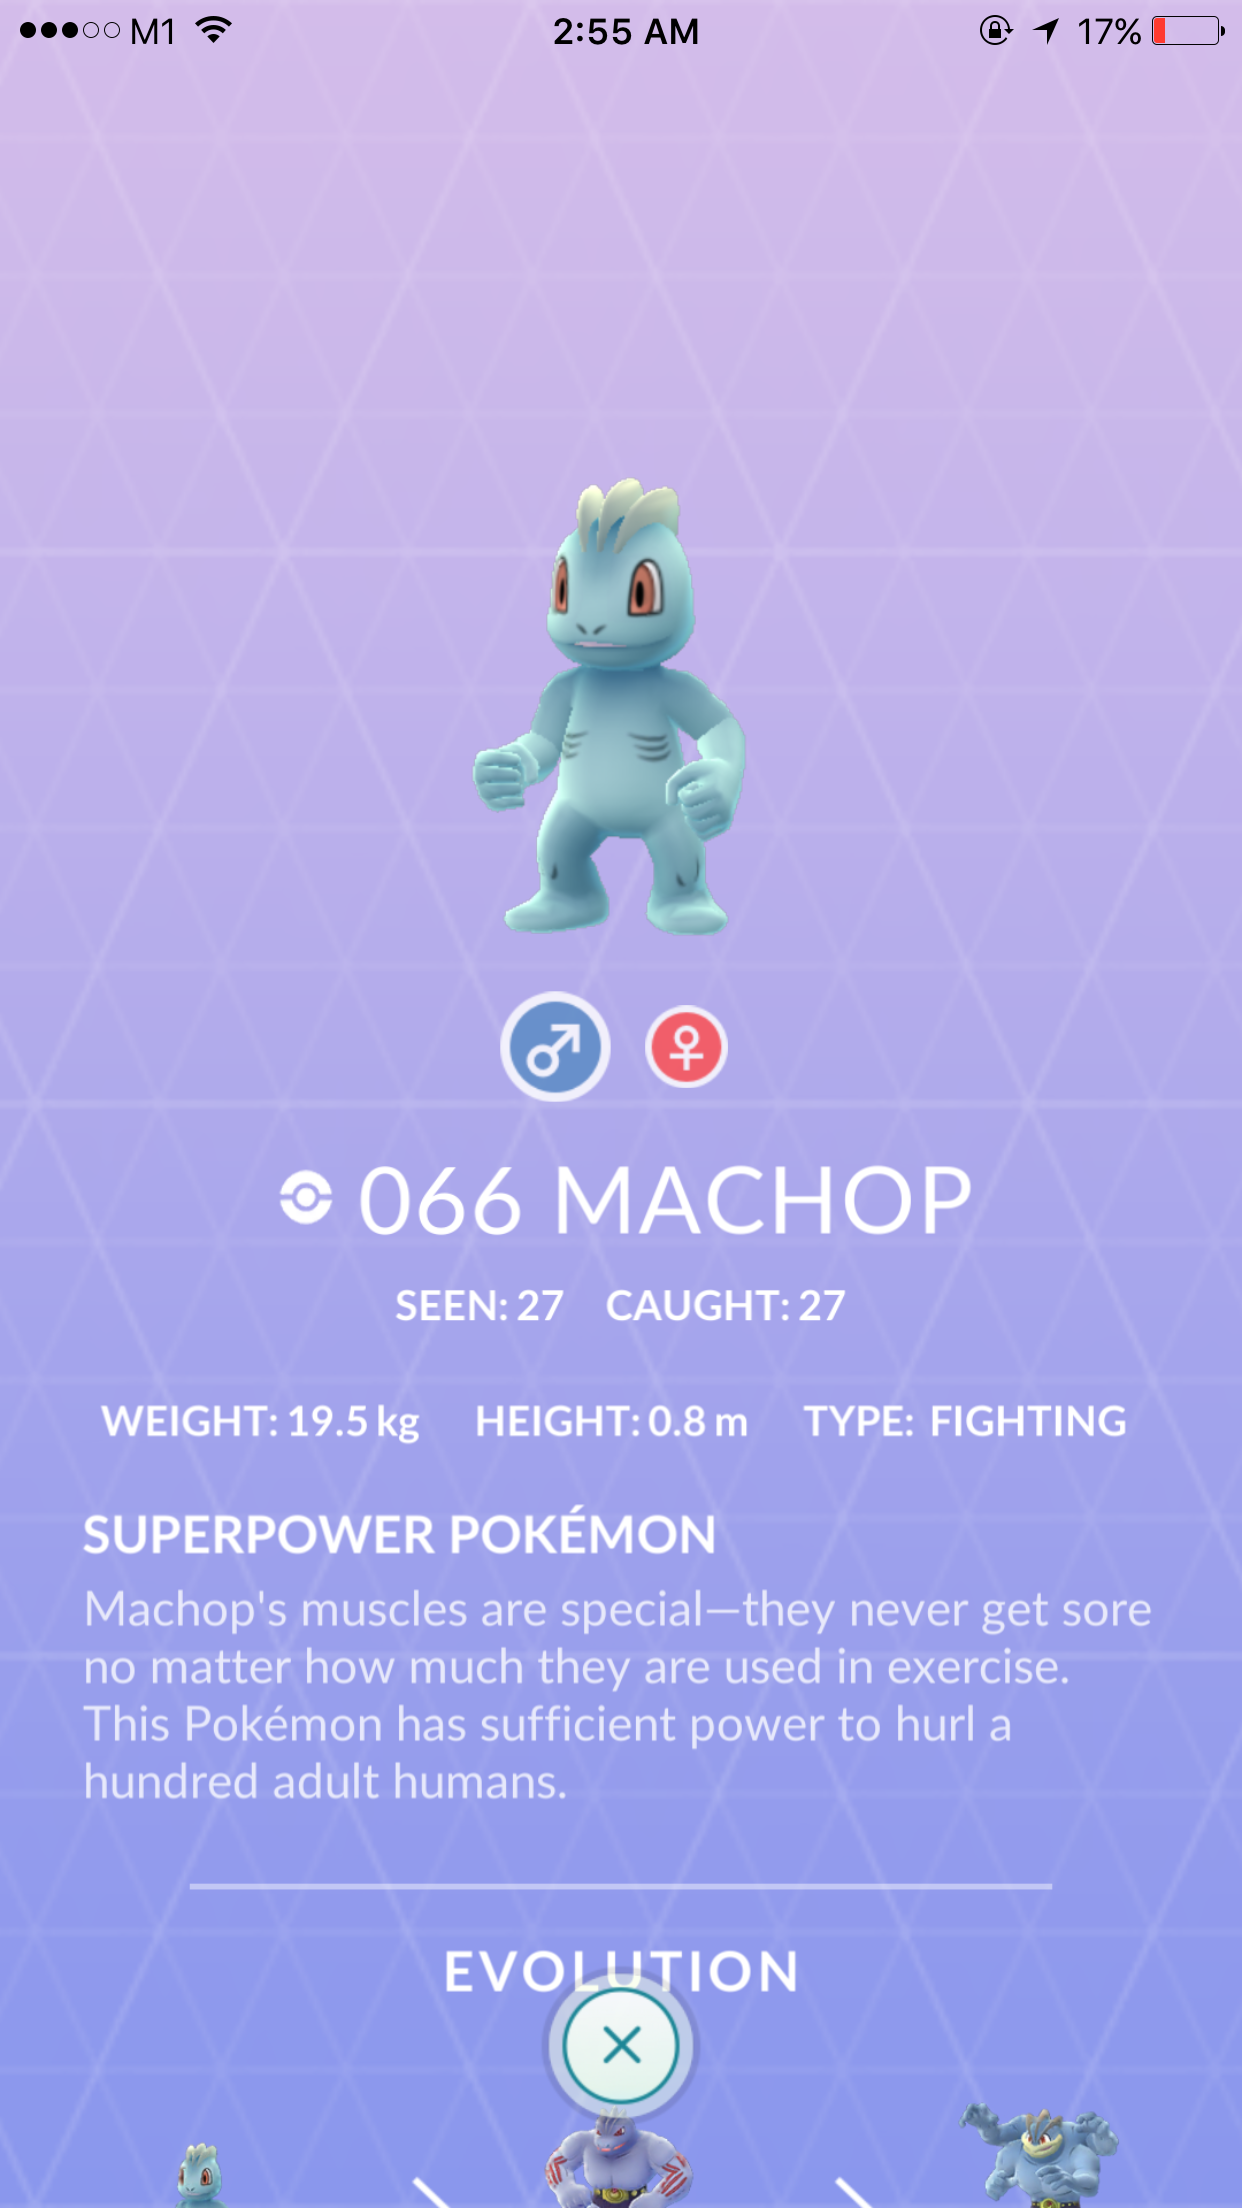 M1 2:55 AM 17%
066 MACHOP
SEEN: 27 CAUGHT: 27
WEIGHT: 19.5 kg HEIGHT: 0.8 m TYPE: FIGHTING
SUPERPOWER POKÉMON
Machop's muscles are special—they never get sore
no matter how much they are used in exercise.
This Pokémon has sufficient power to hurl a
hundred adult humans.
EVOLUTION